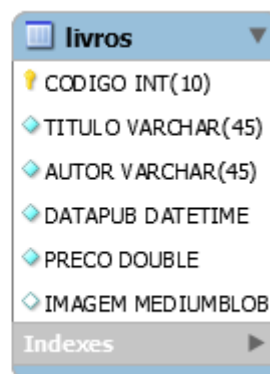 livros
CODIGO INT(10)
TITULO VARCHAR(45)
AUTOR VARCHAR(45)
DATAPUB DATETIME
PRECO DOUBLE
IMAGEM MEDIUMBLOB
Indexes